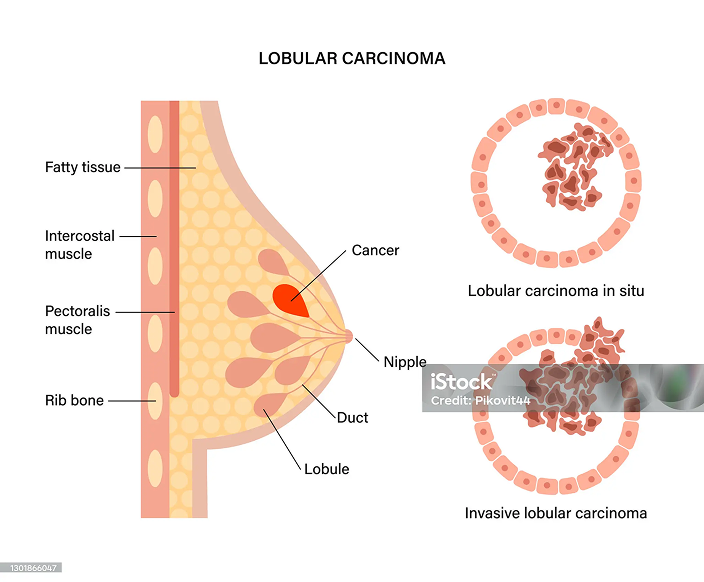 LOBULAR CARCINOMA
Fatty tissue
Intercostal
muscle
Pectoralis
muscle
Rib bone
Cancer
Nipple
Duct
Lobule
Lobular carcinoma in situ
iStock
Credit: Pikovit44
Invasive lobular carcinoma
1301866047